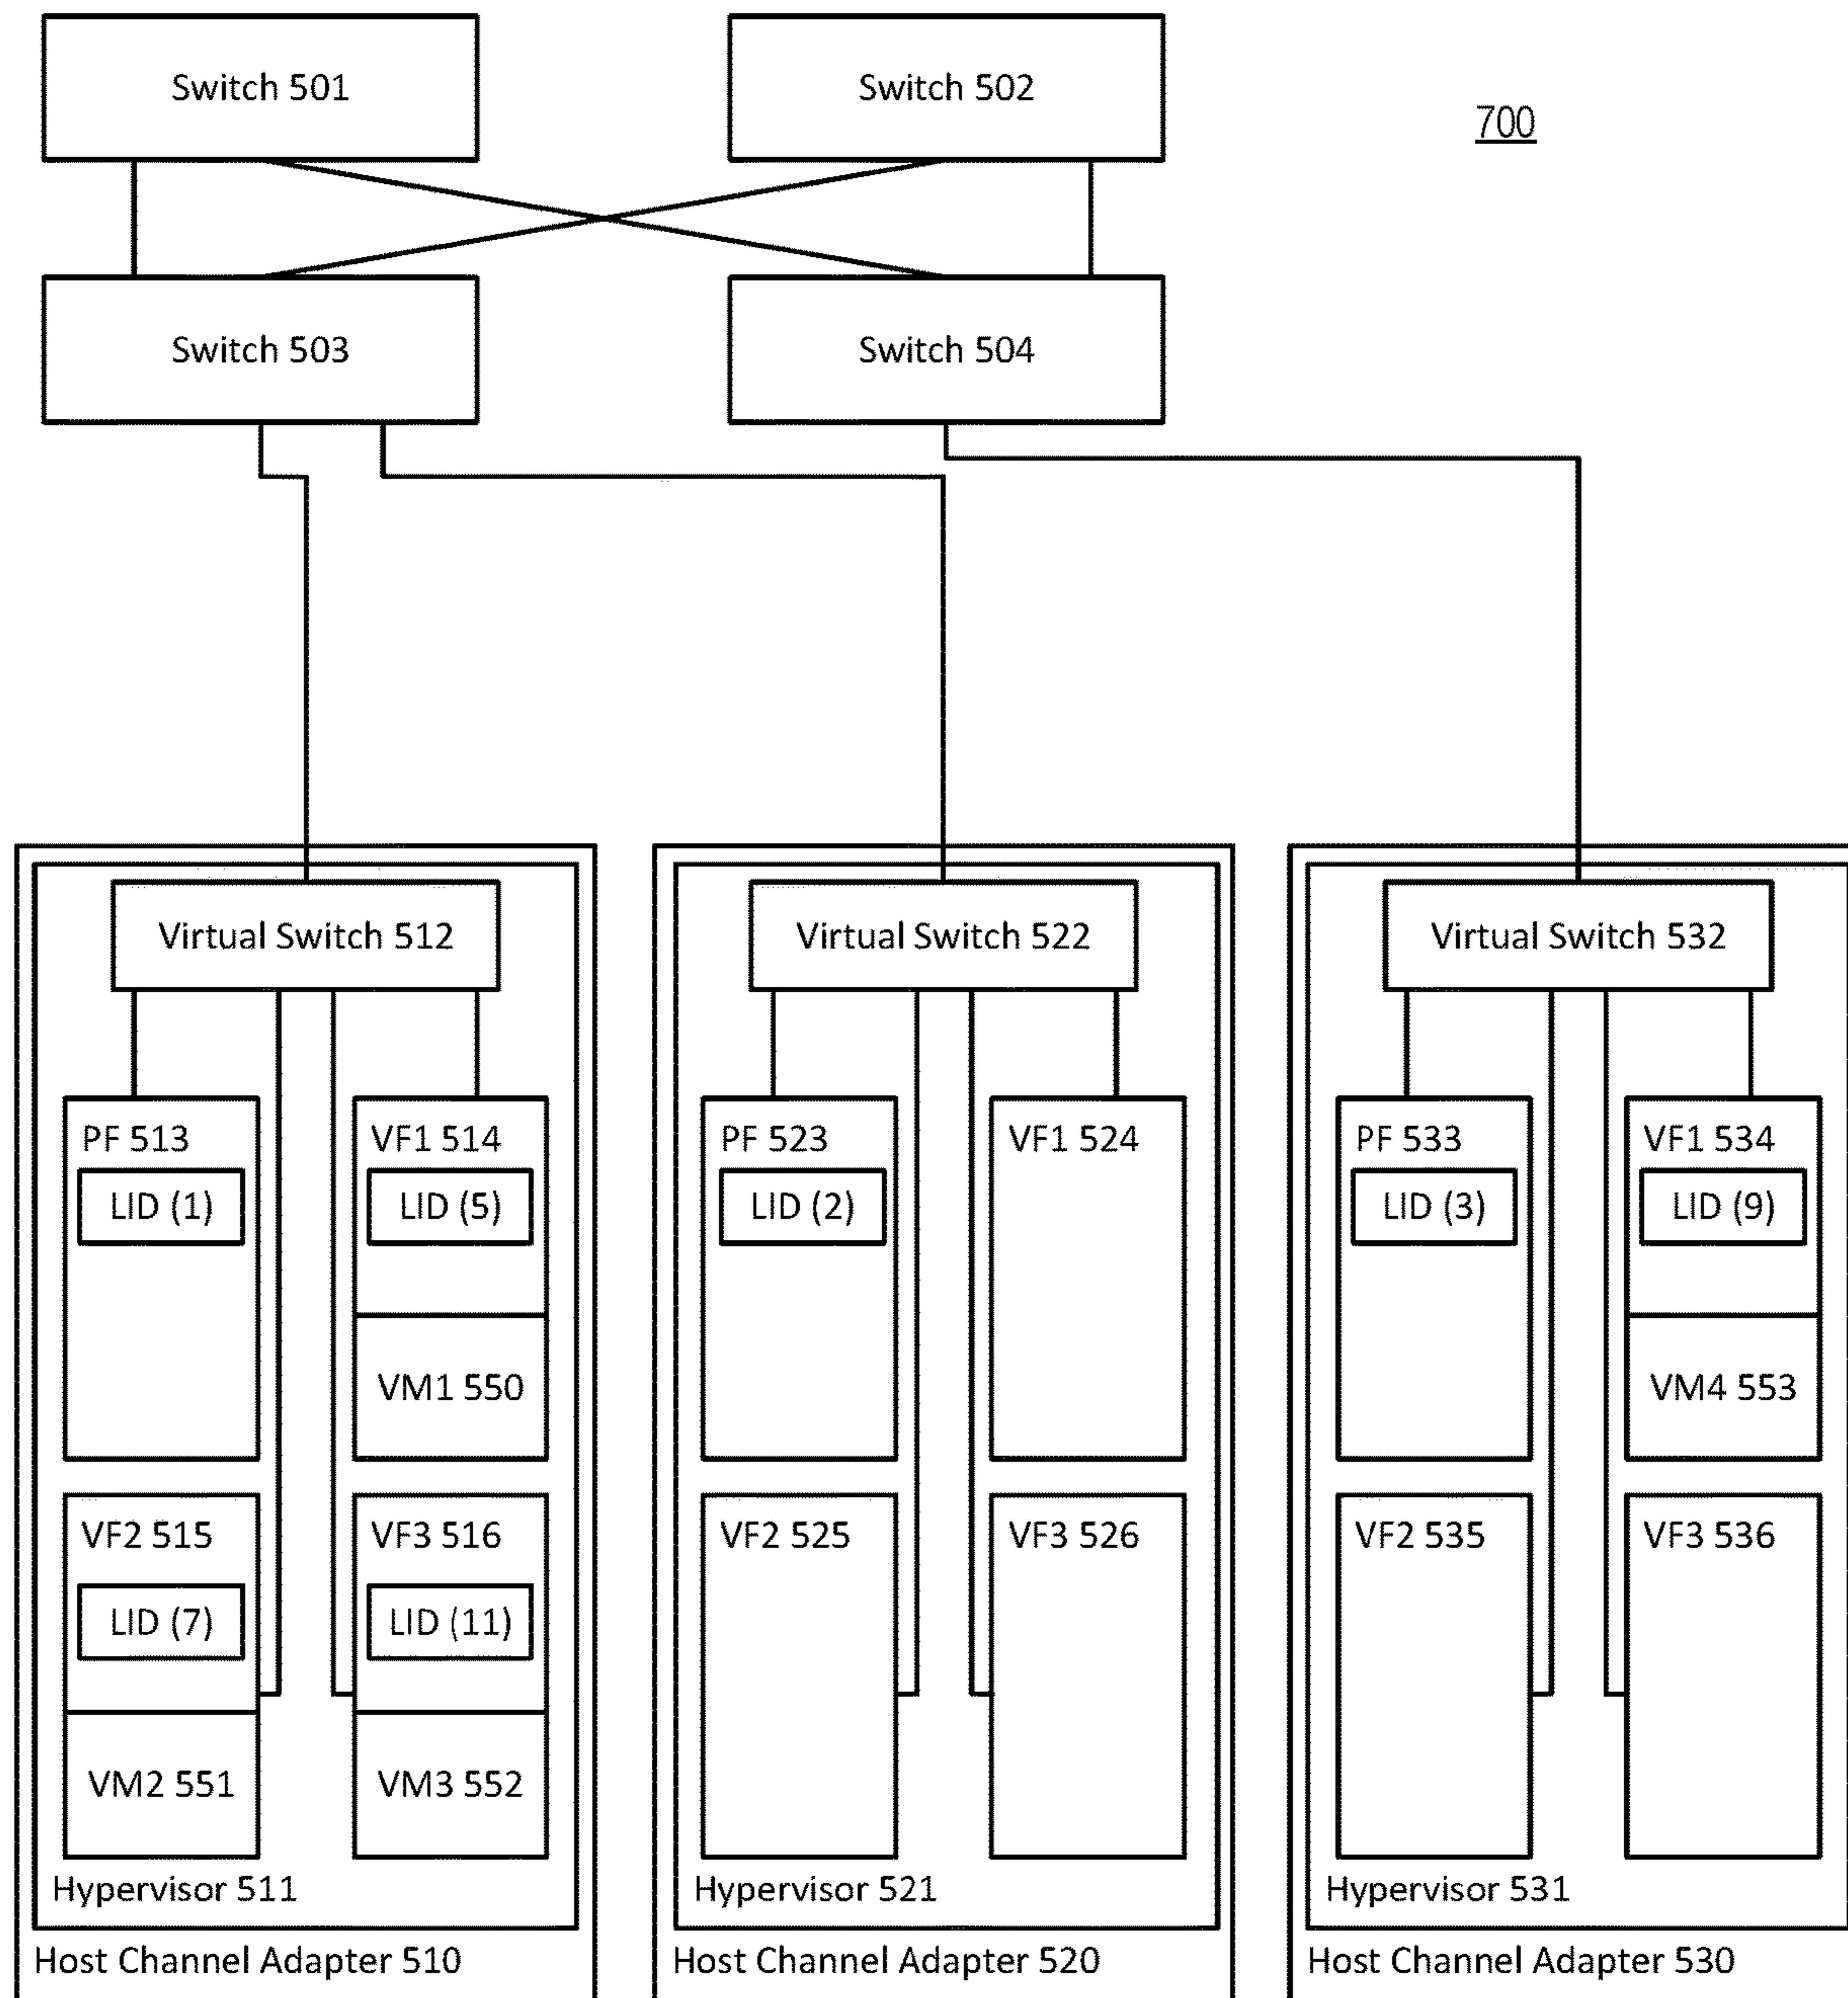 Switch 501
Switch 502
700
Switch 503
Switch 504
Virtual Switch 512
Virtual Switch 522
Virtual Switch 532
PF 513
LID (1)
VF1 514
LID (5)
VM1 550
VF2 515
LID (7)
VM2 551
VF3 516
LID (11)
VM3 552
Hypervisor 511
Host Channel Adapter 510
PF 523
LID (2)
VF1 524
VF2 525
VF3 526
Hypervisor 521
Host Channel Adapter 520
PF 533
LID (3)
VF1 534
LID (9)
VM4 553
VF2 535
VF3 536
Hypervisor 531
Host Channel Adapter 530